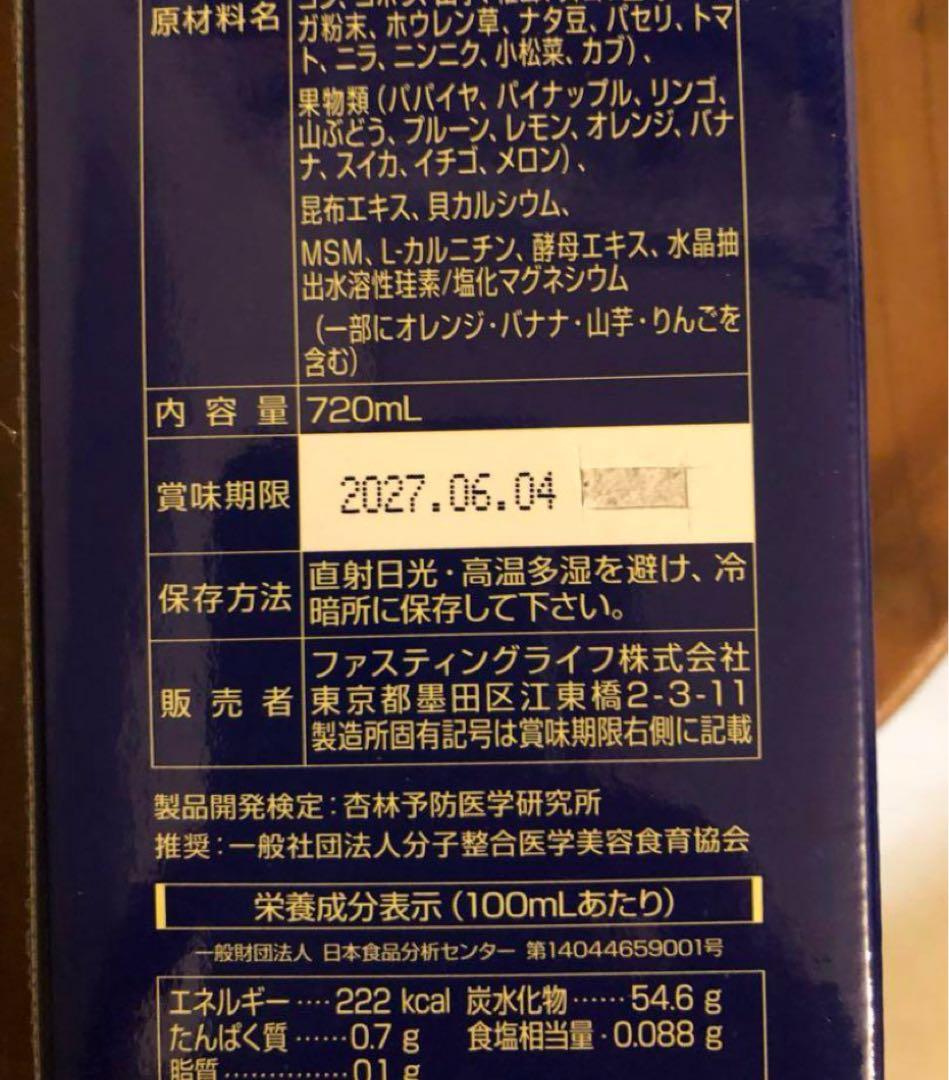 原材料名
ガ粉末、ホウレン草、ナタ豆、パセリ、トマ
ト、ニラ、ニンニク、小松菜、カブ）、
果物類（パパイヤ、パイナップル、リンゴ、
山ぶどう、プルーン、レモン、オレンジ、バナ
ナ、スイカ、イチゴ、メロン）、
昆布エキス、貝カルシウム、
MSM、L-カルニチン、酵母エキス、水晶抽
出水溶性珪素/塩化マグネシウム
（一部にオレンジ・バナナ・山芋・りんごを
含む）
内容量 720mL
賞味期限 2027.06.04
保存方法 直射日光・高温多湿を避け、冷
暗所に保存して下さい。
ファスティングライフ株式会社
販売者 東京都墨田区江東橋2-3-11
製造所固有記号は賞味期限右側に記載
製品開発検定：杏林予防医学研究所
推奨：一般社団法人分子整合医学美容食育協会
栄養成分表示（100mLあたり）
一般財団法人 日本食品分析センター 第14044659001号
エネルギー‥‥222 kcal 炭水化物‥‥‥54.6 g
たんぱく質‥‥‥0.7 g 食塩相当量・0.088 g
脂質‥‥‥‥‥‥‥0.1 g